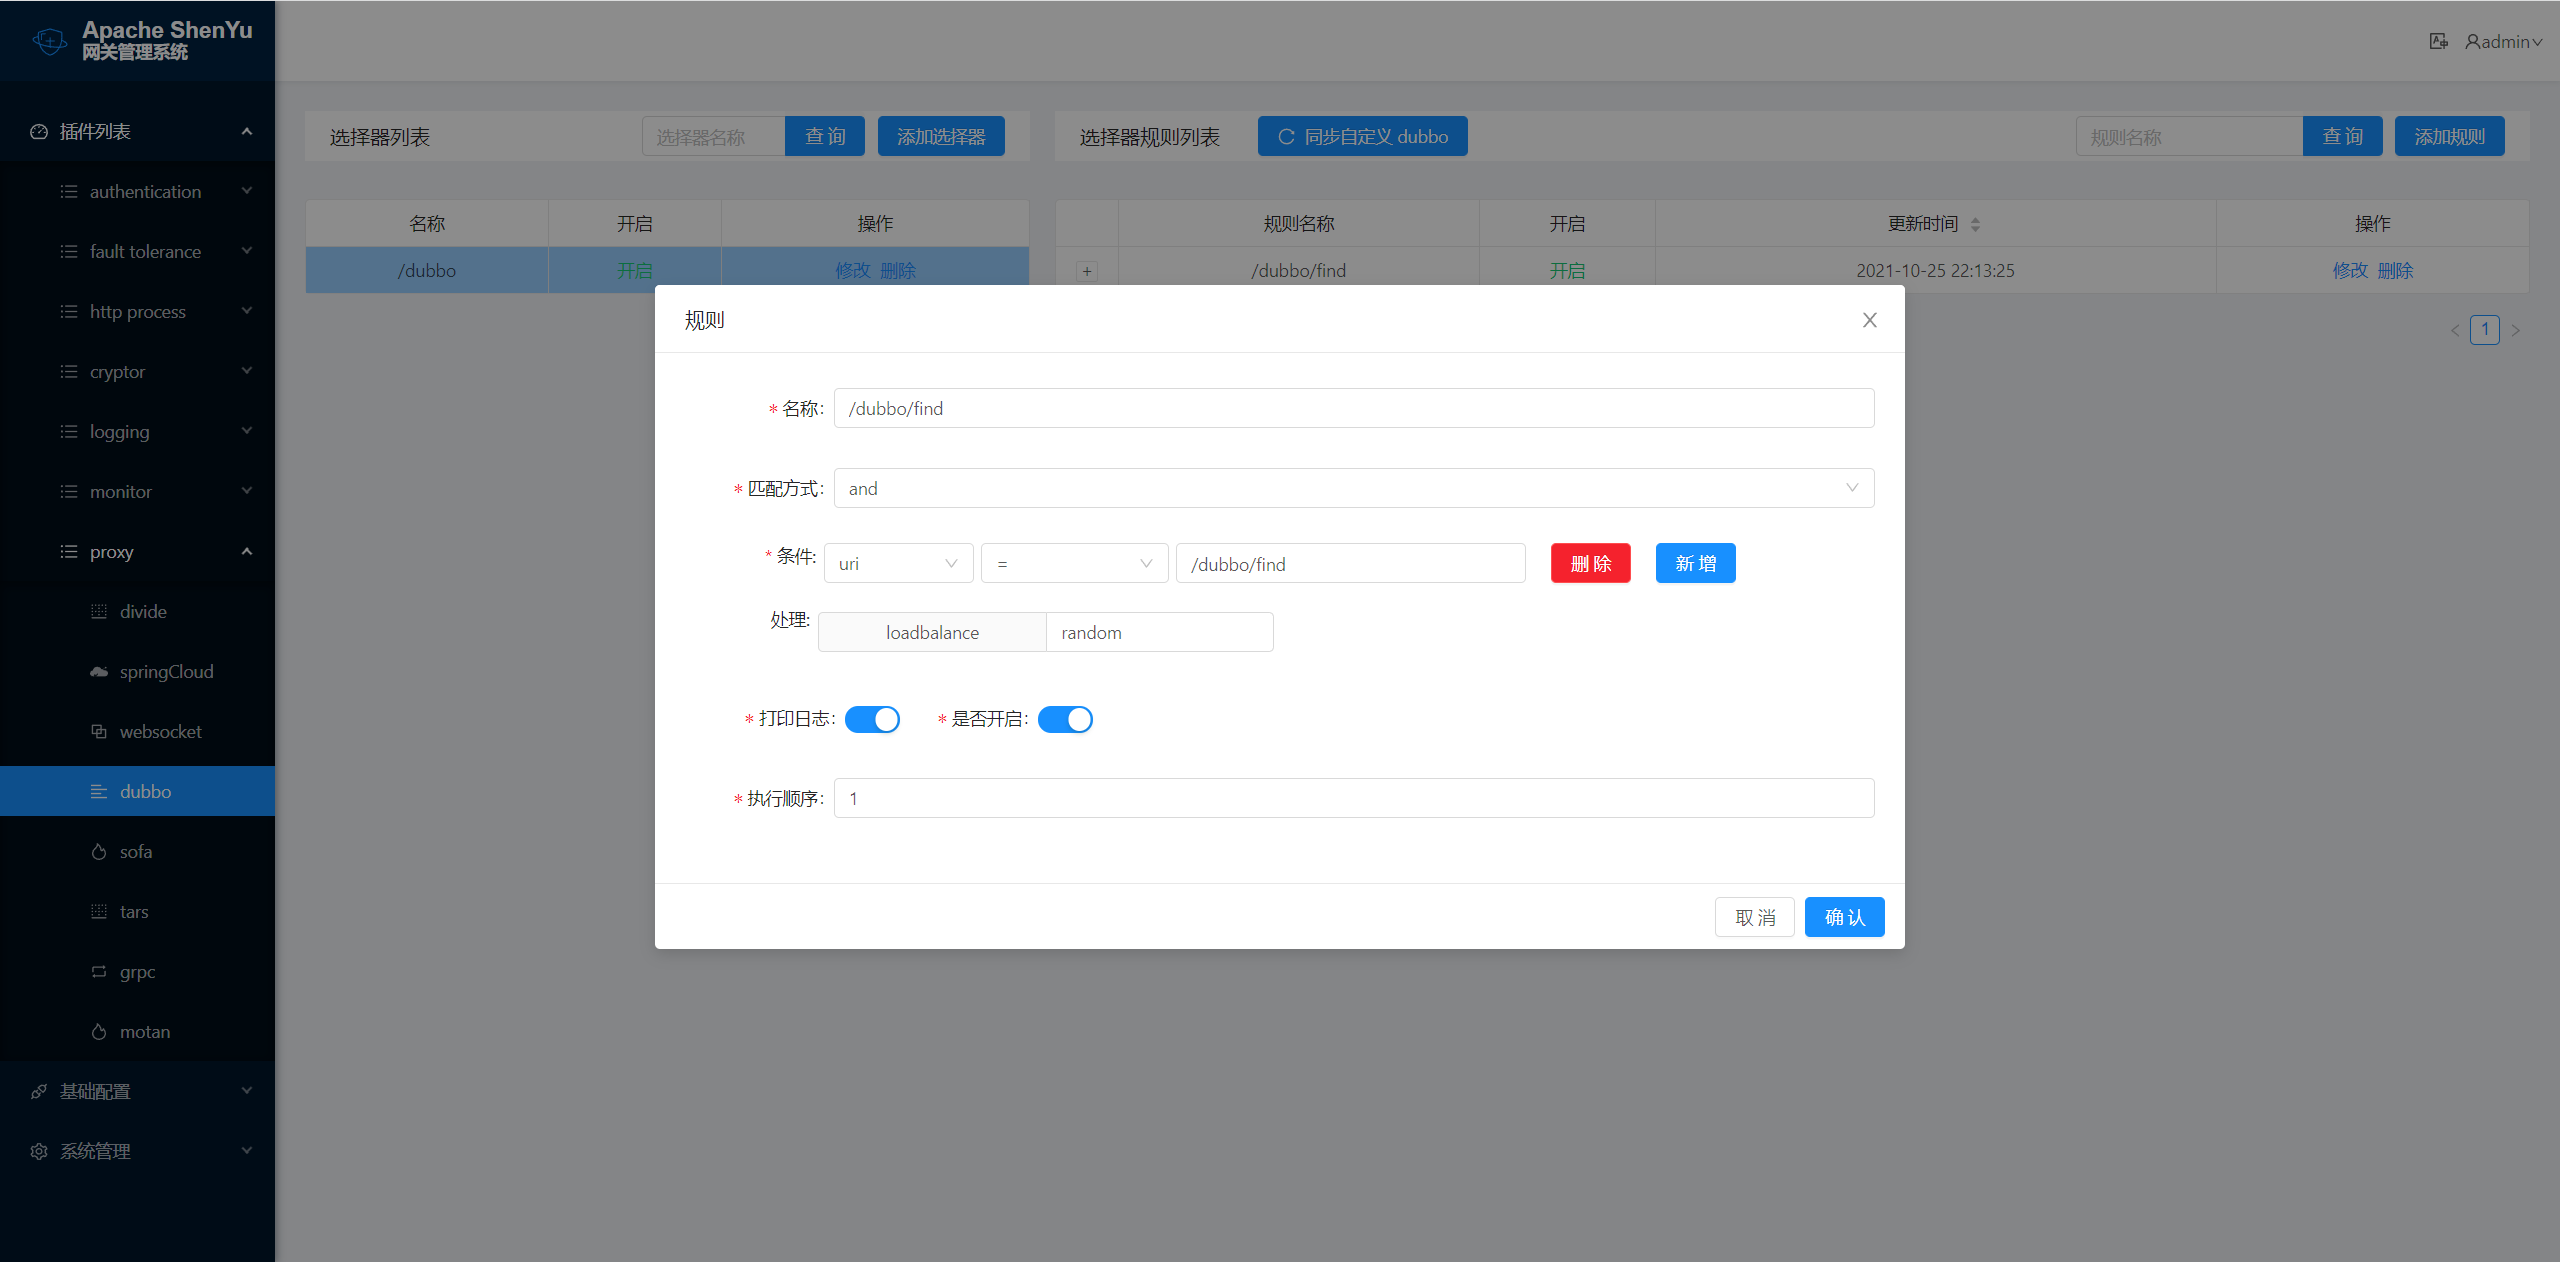 Apache ShenYu
网关管理系统
admin
插件列表
authentication
fault tolerance
http process
cryptor
logging
monitor
proxy
divide
springCloud
websocket
dubbo
sofa
tars
grpc
motan
基础配置
系统管理
选择器列表 选择器名称 查 询 添加选择器
名称 开启 操作
/dubbo 开启 修改 删除
选择器规则列表 同步自定义 dubbo 规则名称 查 询 添加规则
规则名称 开启 更新时间 操作
+ /dubbo/find 开启 2021-10-25 22:13:25 修改 删除
< 1 >
规则
* 名称: /dubbo/find
* 匹配方式: and
* 条件: uri = /dubbo/find 删 除 新 增
处理: loadbalance random
* 打印日志: * 是否开启:
* 执行顺序: 1
取 消 确 认